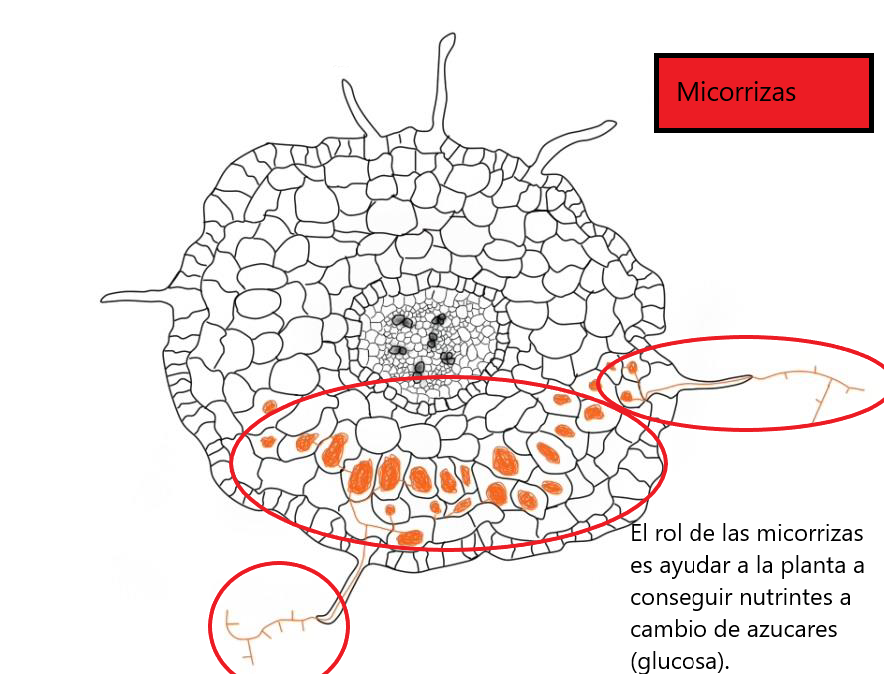 Micorrizas
El rol de las micorrizas
es ayudar a la planta a
conseguir nutrintes a
cambio de azucares
(glucosa).